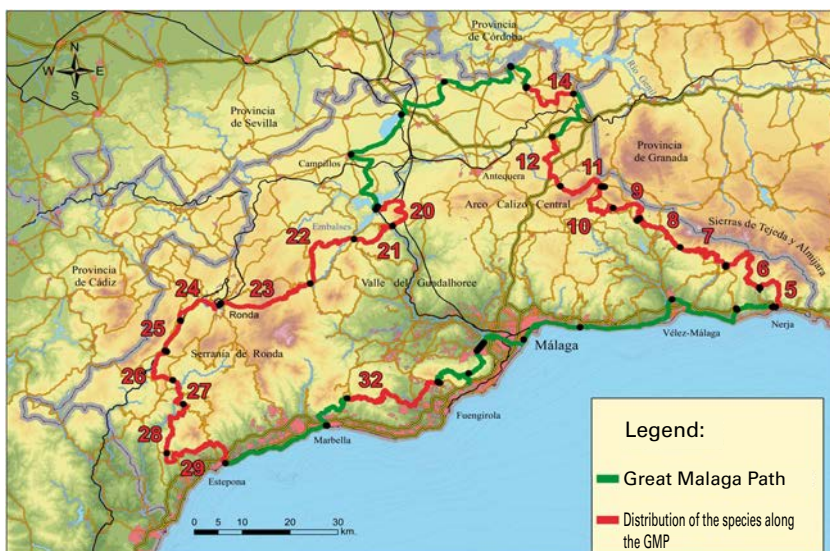 Provincia
de Córdoba
N
W E
S
14
Río Genil
Provincia
de Sevilla
Provincia
de Granada
Campillos
12
Antequera
11
9
Arco Calizo Central
10
8
Sierras de Tejeda y Almijara
7
20
Embalses
22
21
6
5
Provincia
de Cádiz
24
23
Valle del Guadalhorce
Ronda
Nerja
Vélez-Málaga
25
Málaga
Serranía de Ronda
26
27
32
Fuengirola
28
Marbella
29
Estepona
0 5 10 20 30
km.
Legend:
Great Malaga Path
Distribution of the species along
the GMP